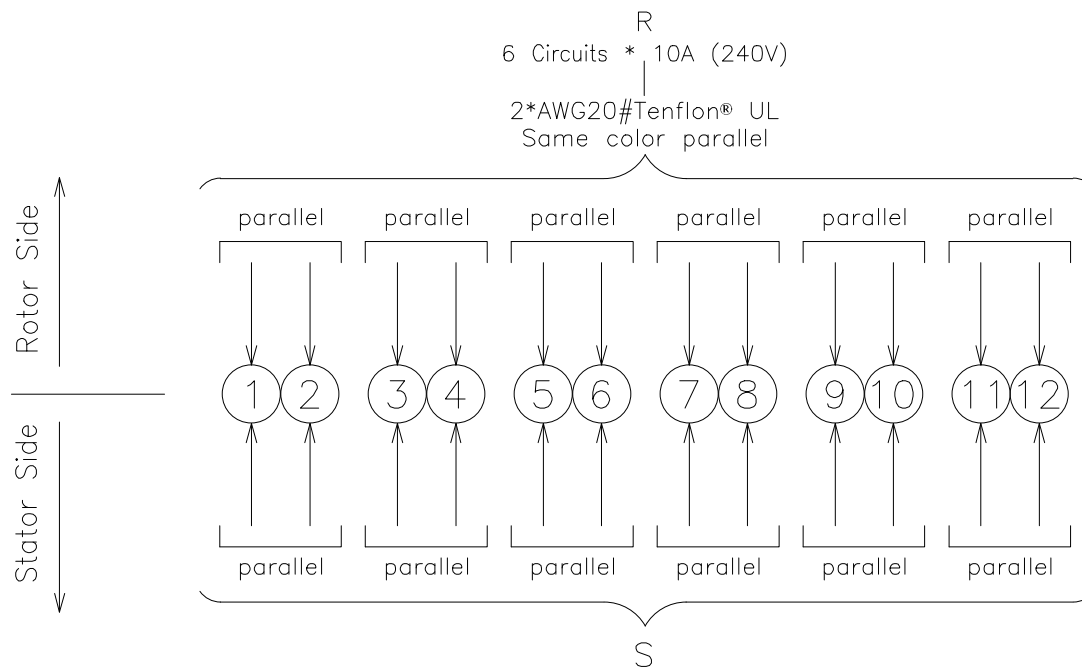 R
6 Circuits * 10A (240V)
2*AWG20#Tenflon® UL
Same color parallel
Rotor Side
parallel parallel parallel parallel parallel parallel
1 2 3 4 5 6 7 8 9 10 11 12
Stator Side
parallel parallel parallel parallel parallel parallel
S